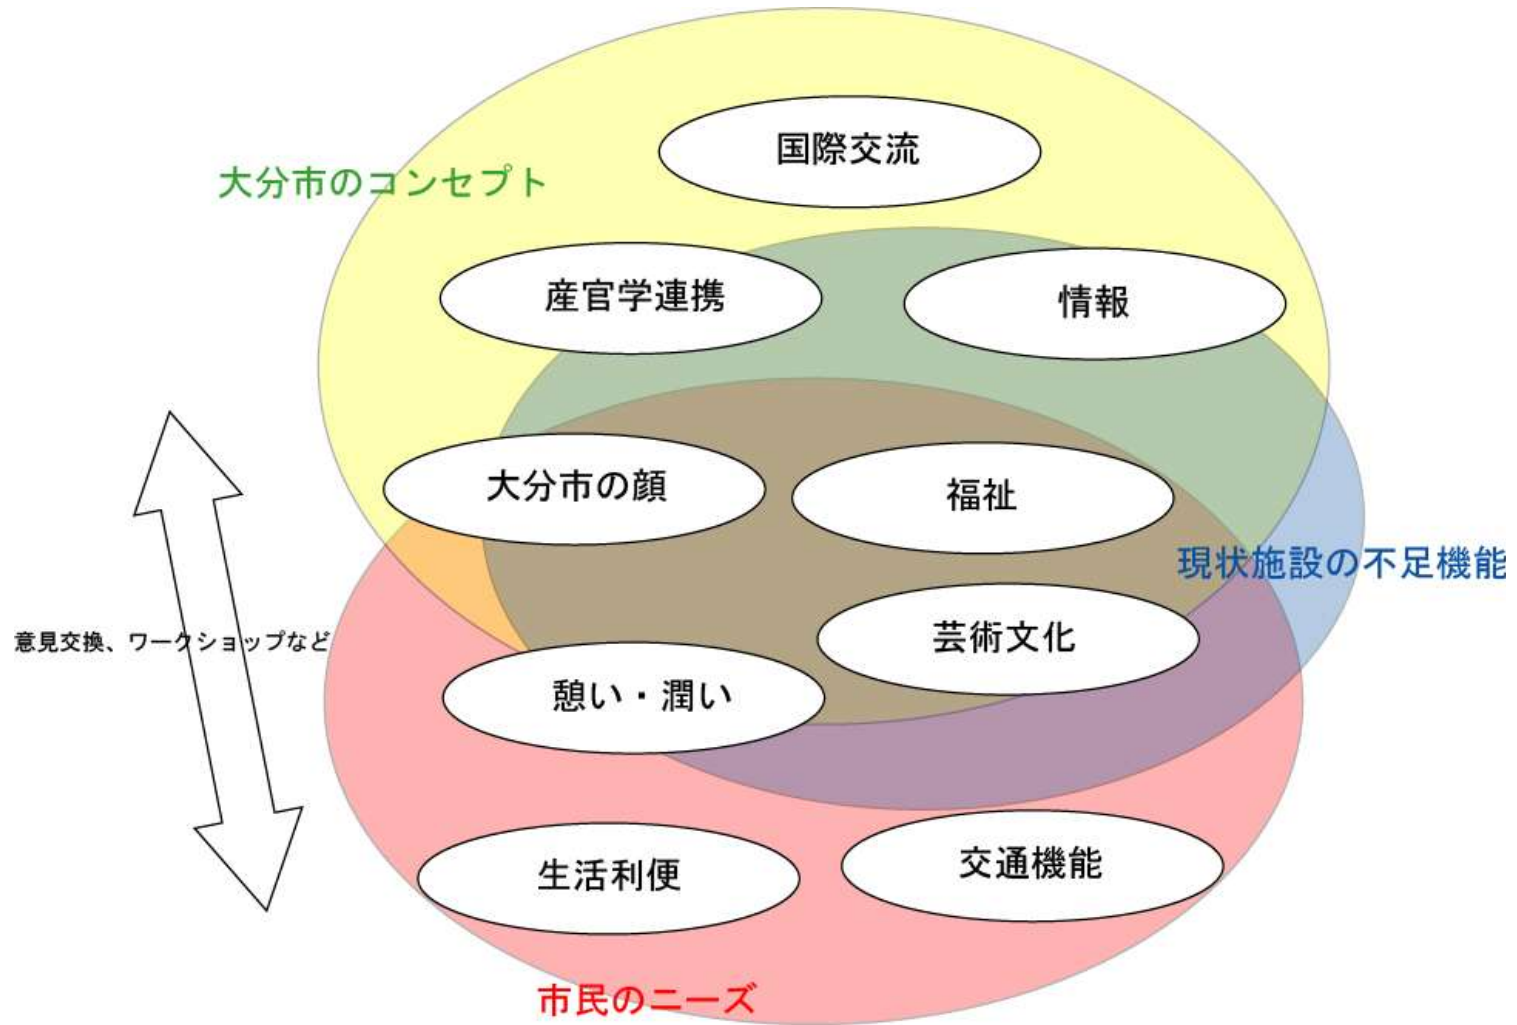 国際交流
大分市のコンセプト
産官学連携
情報
大分市の顔
福祉
現状施設の不足機能
芸術文化
意見交換、ワークショップなど
憩い・潤い
生活利便
交通機能
市民のニーズ